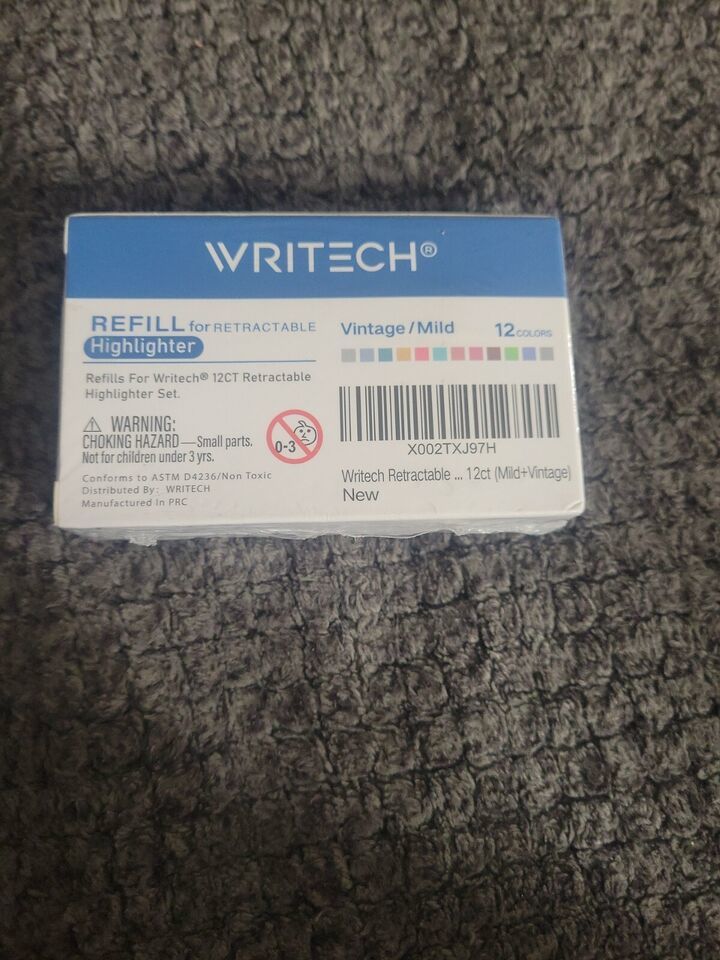 WRITECH®
REFILL for RETRACTABLE
Highlighter
Refills For Writech® 12CT Retractable
Highlighter Set.
WARNING:
CHOKING HAZARD—Small parts.
Not for children under 3 yrs.
0-3
Conforms to ASTM D4236/Non Toxic
Distributed By: WRITECH
Manufactured In PRC
Vintage/Mild 12 COLORS
X002TXJ97H
Writech Retractable ... 12ct (Mild+Vintage)
New